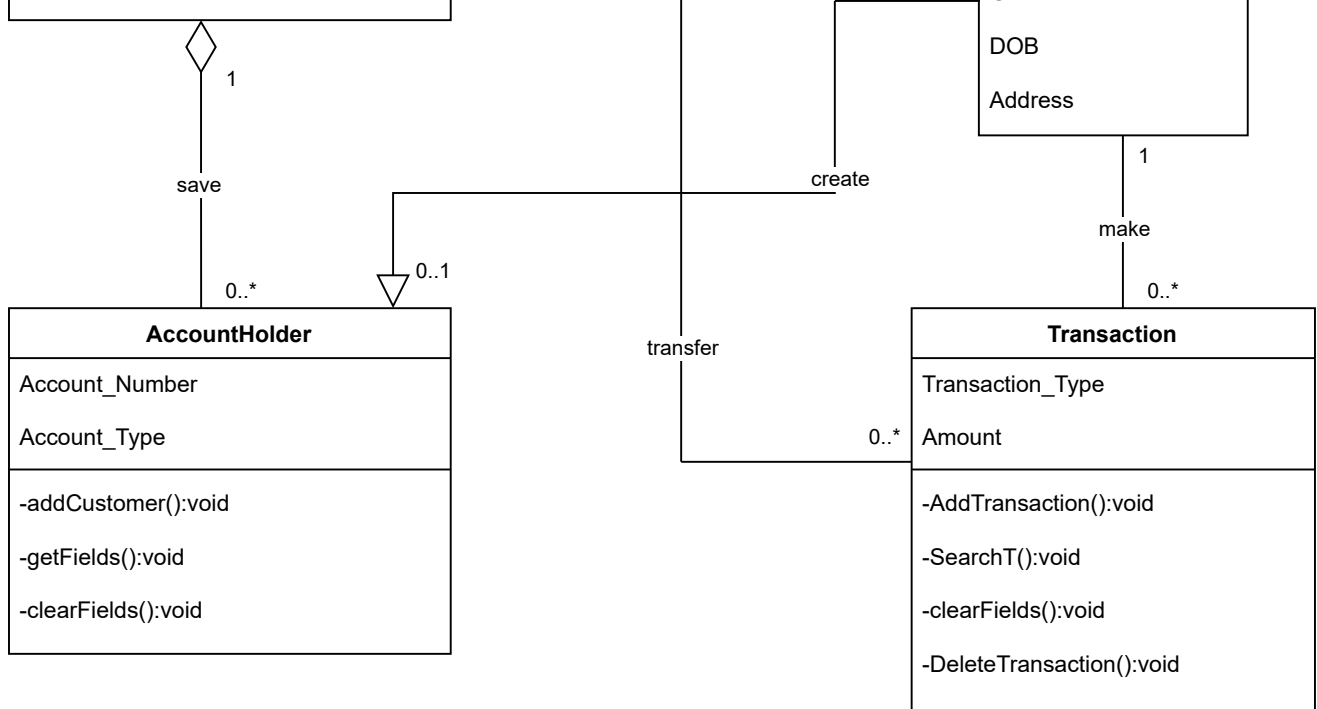 DOB
Address
1
save
0..*
create
0..1
1
make
0..*
AccountHolder
Account_Number
Account_Type
-addCustomer():void
-getFields():void
-clearFields():void
transfer
0..*
Transaction
Transaction_Type
Amount
-AddTransaction():void
-SearchT():void
-clearFields():void
-DeleteTransaction():void